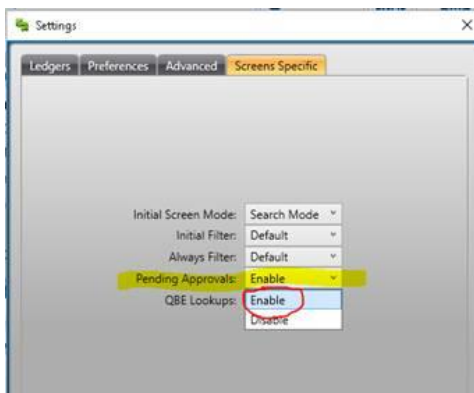 Settings
Ledgers Preferences Advanced Screens Specific
Initial Screen Mode: Search Mode
Initial Filter: Default
Always Filter: Default
Pending Approvals: Enable
QBE Lookups: Enable
Disable